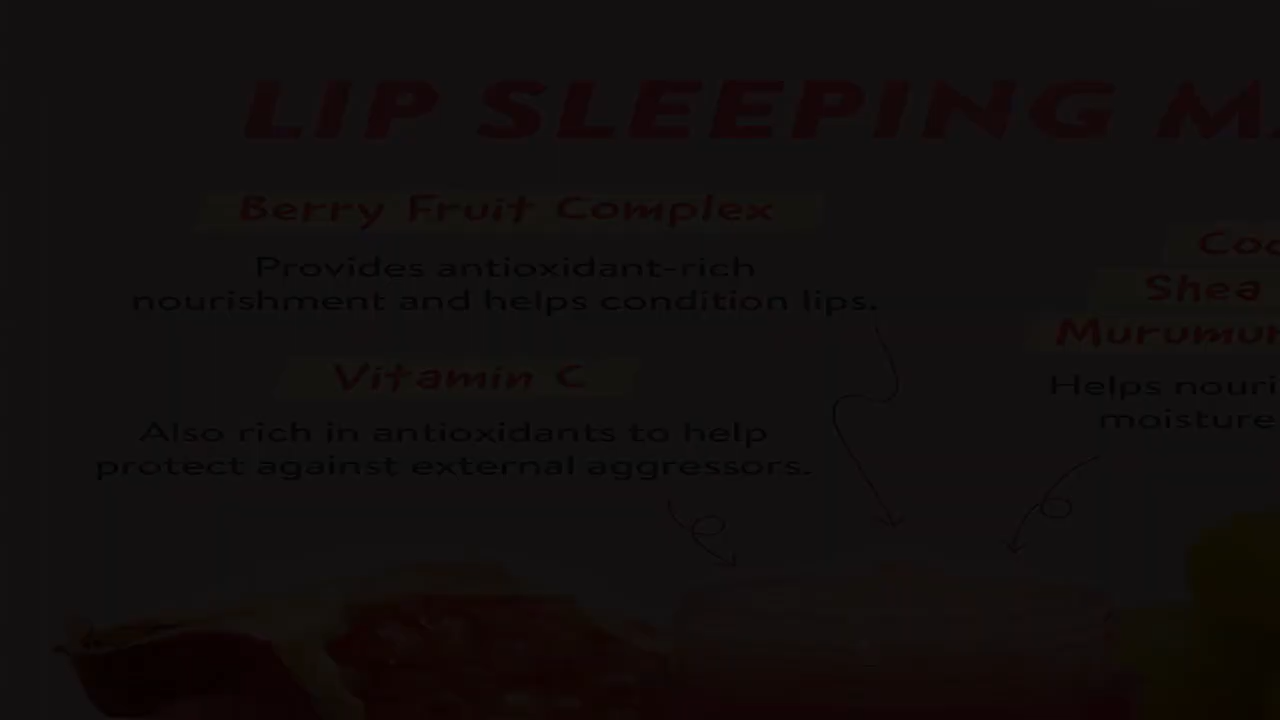 LIP SLEEPING
Berry Fruit Complex
Provides antioxidant-rich
nourishment and helps condition lips.
Vitamin C
Also rich in antioxidants to help
protect against external aggressors.
Shea
Helps
moisture